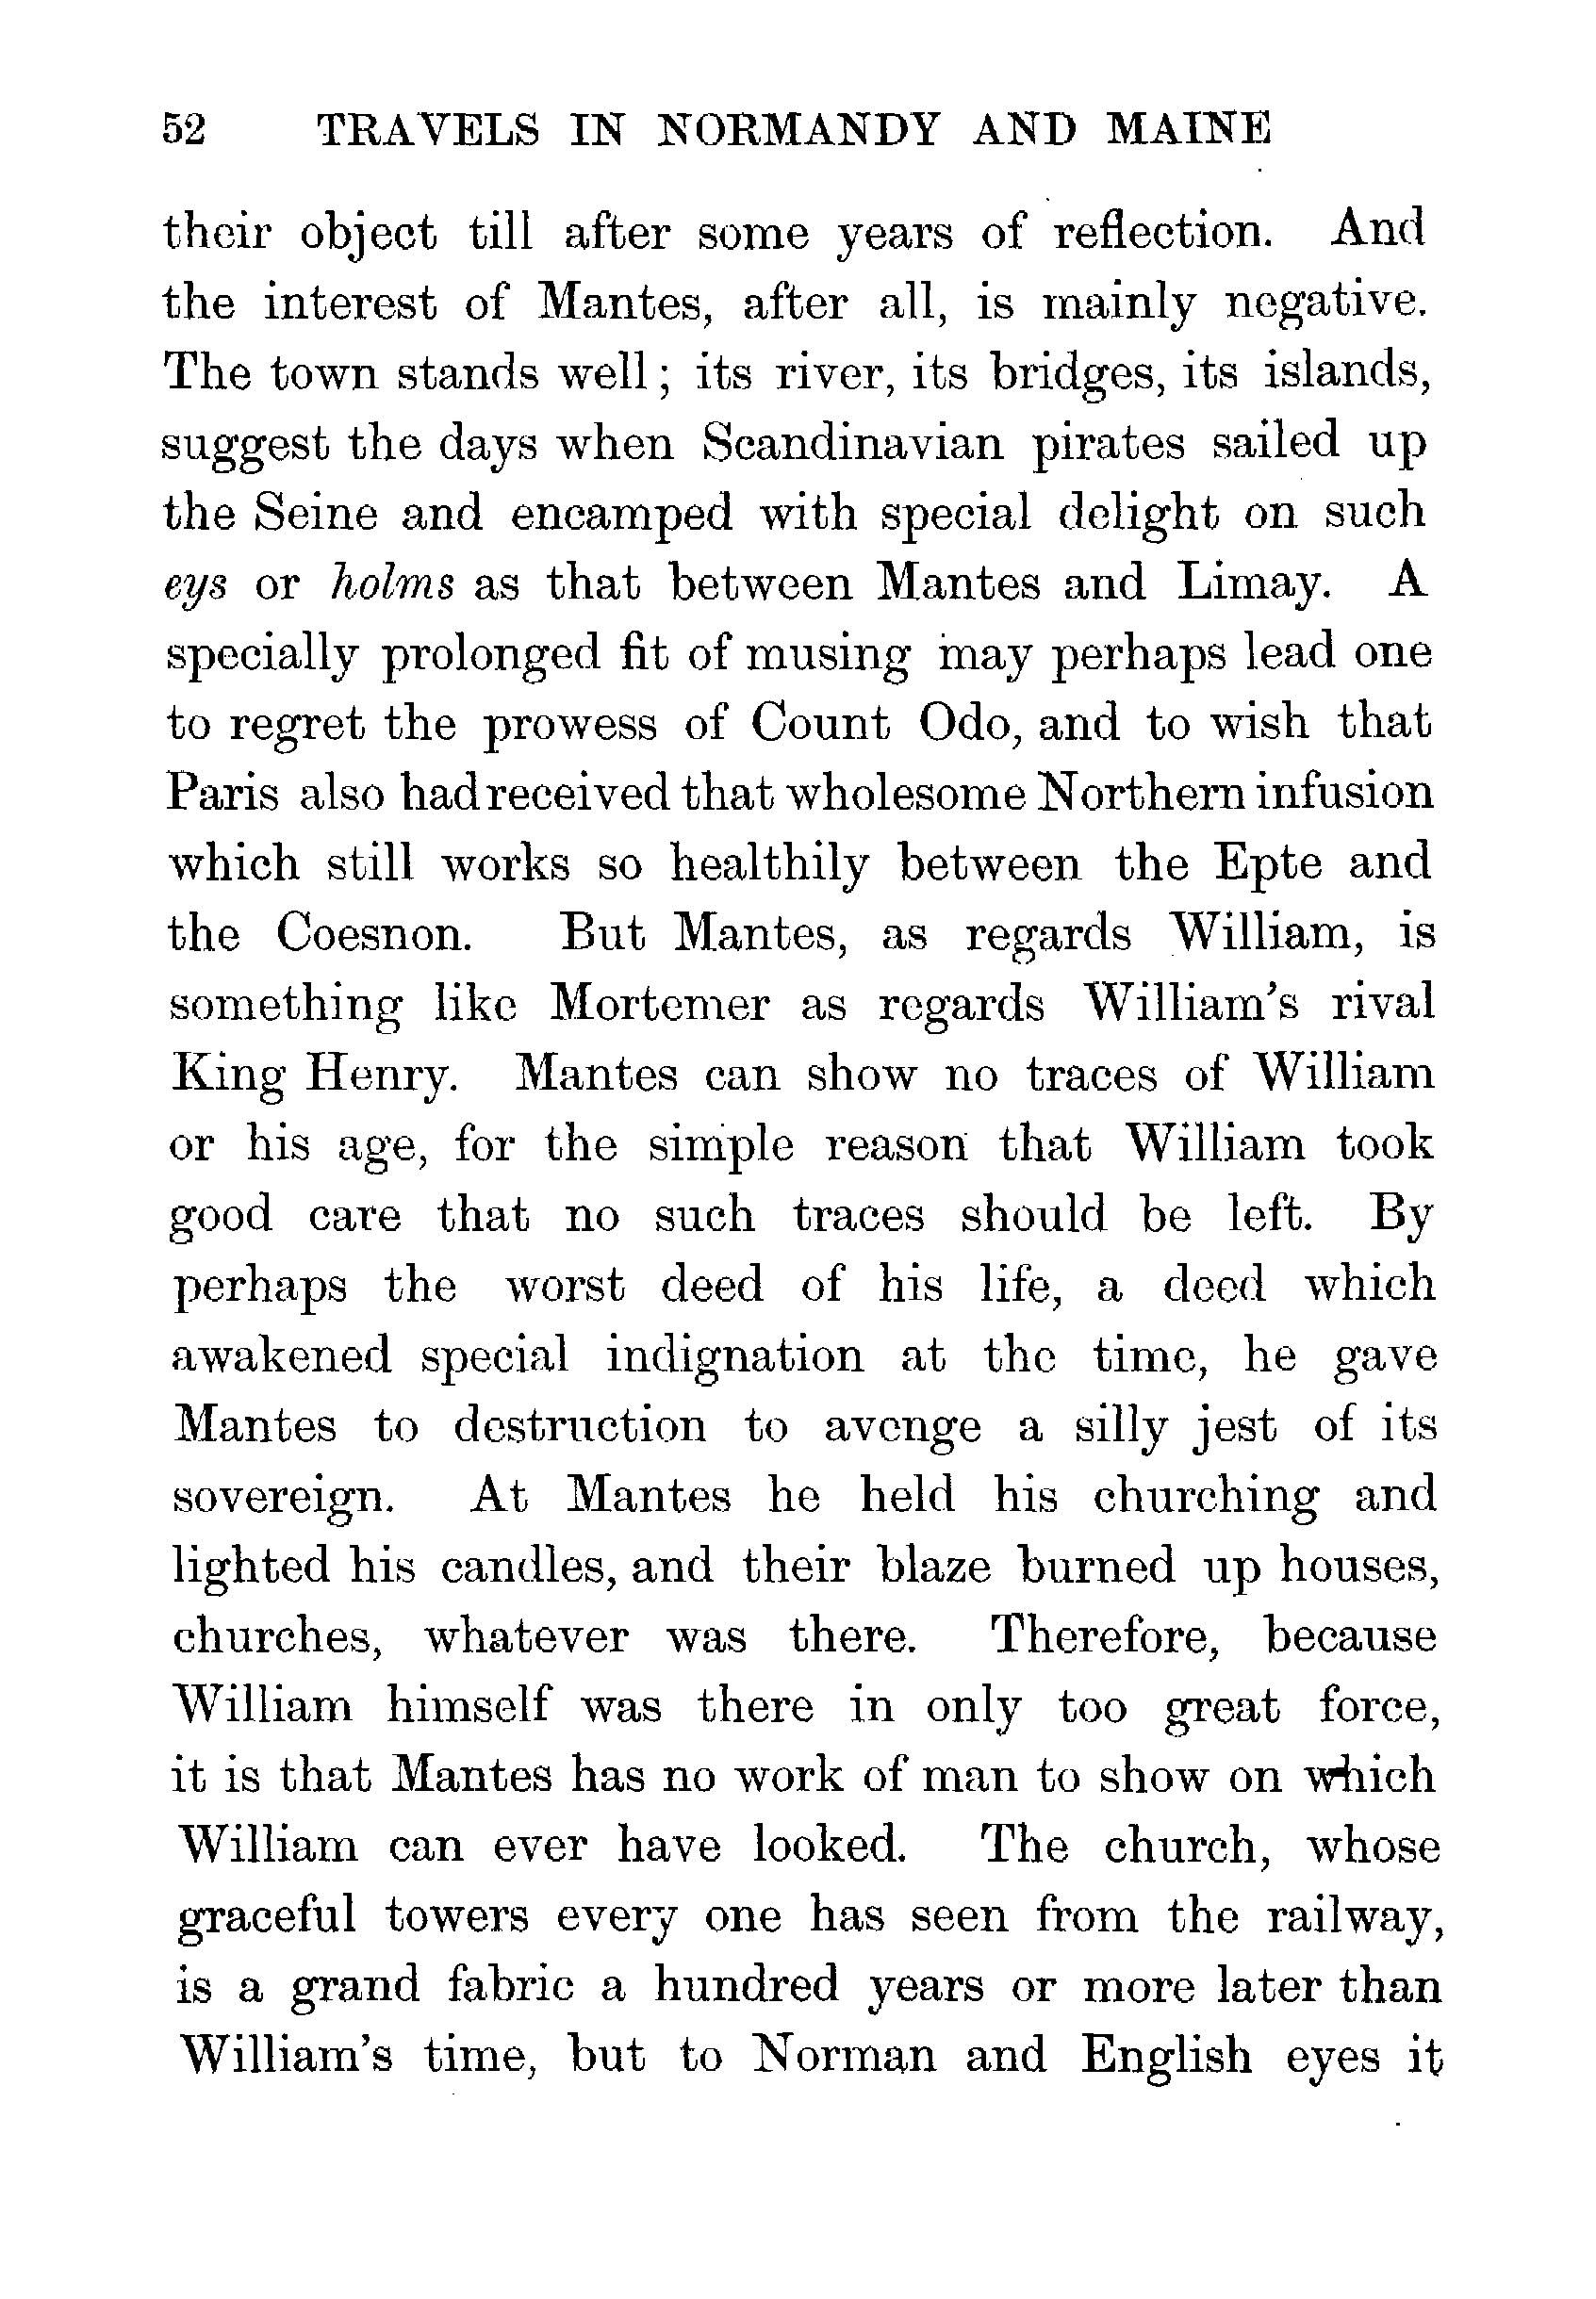 52 TRAVELS IN NORMANDY AND MAINE
their object till after some years of reflection. And
the interest of Mantes, after all, is mainly negative.
The town stands well; its river, its bridges, its islands,
suggest the days when Scandinavian pirates sailed up
the Seine and encamped with special delight on such
eys or holms as that between Mantes and Limay. A
specially prolonged fit of musing may perhaps lead one
to regret the prowess of Count Odo, and to wish that
Paris also had received that wholesome Northern infusion
which still works so healthily between the Epte and
the Coesnon. But Mantes, as regards William, is
something like Mortemer as regards William's rival
King Henry. Mantes can show no traces of William
or his age, for the simple reason that William took
good care that no such traces should be left. By
perhaps the worst deed of his life, a deed which
awakened special indignation at the time, he gave
Mantes to destruction to avenge a silly jest of its
sovereign. At Mantes he held his churching and
lighted his candles, and their blaze burned up houses,
churches, whatever was there. Therefore, because
William himself was there in only too great force,
it is that Mantes has no work of man to show on which
William can ever have looked. The church, whose
graceful towers every one has seen from the railway,
is a grand fabric a hundred years or more later than
William's time, but to Norman and English eyes it